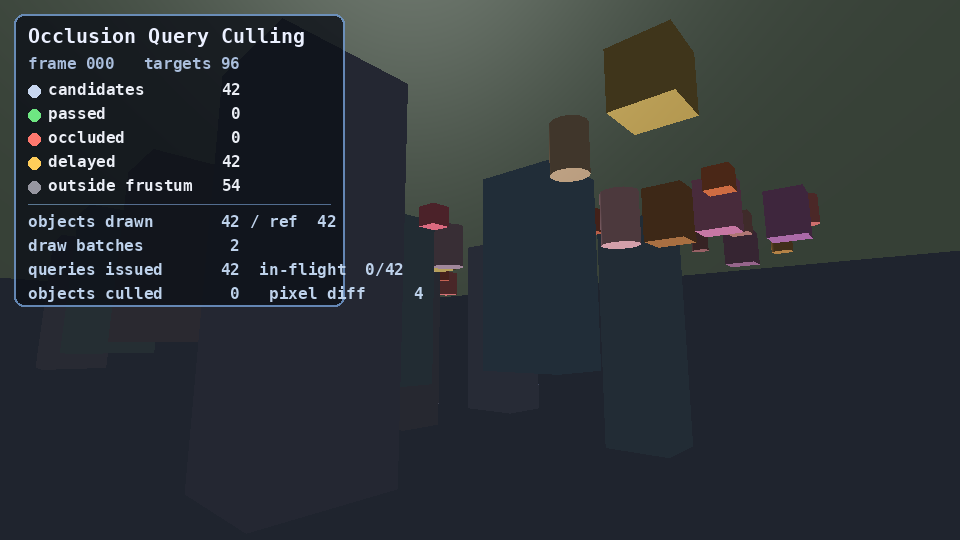 Occlusion Query Culling
frame 000 targets 96
candidates 42
passed 0
occluded 0
delayed 42
outside frustum 54
objects drawn 42 / ref 42
draw batches 2
queries issued 42 in-flight 0/42
objects culled 0 pixel diff 4